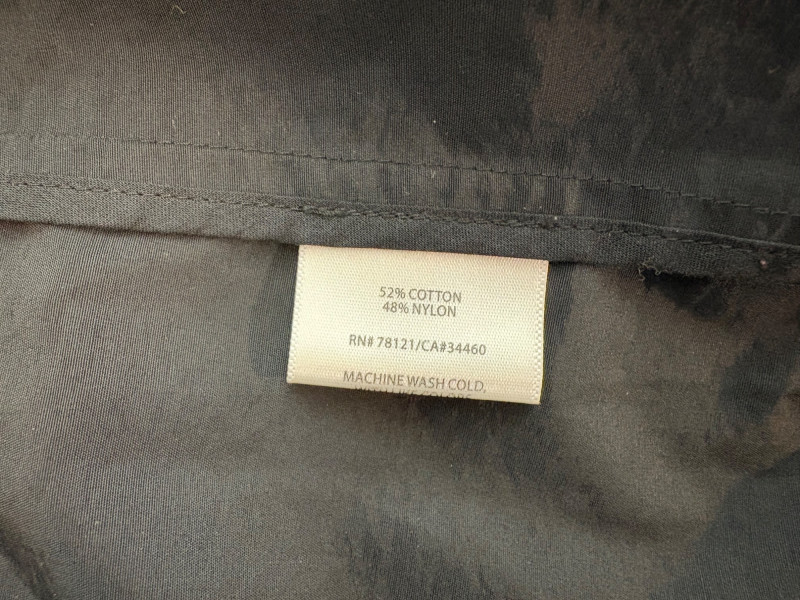 52% COTTON
48% NYLON
RN# 78121/CA#34460
MACHINE WASH COLD,